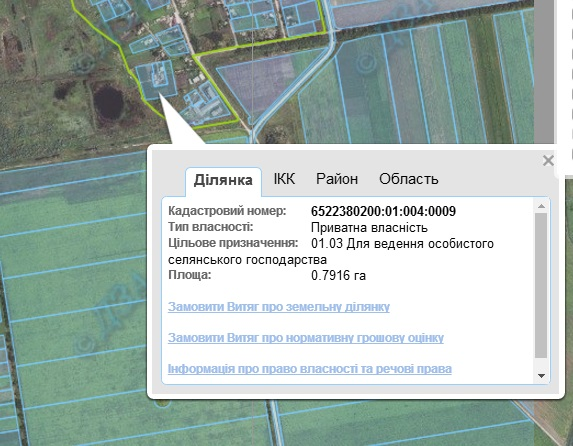 Ділянка ІКК Район Область
Кадастровий номер: 6522380200:01:004:0009
Тип власності: Приватна власність
Цільове призначення: 01.03 Для ведення особистого
селянського господарства
Площа: 0.7916 га
Замовити Витяг про земельну ділянку
Замовити Витяг про нормативну грошову оцінку
Інформація про право власності та речові права